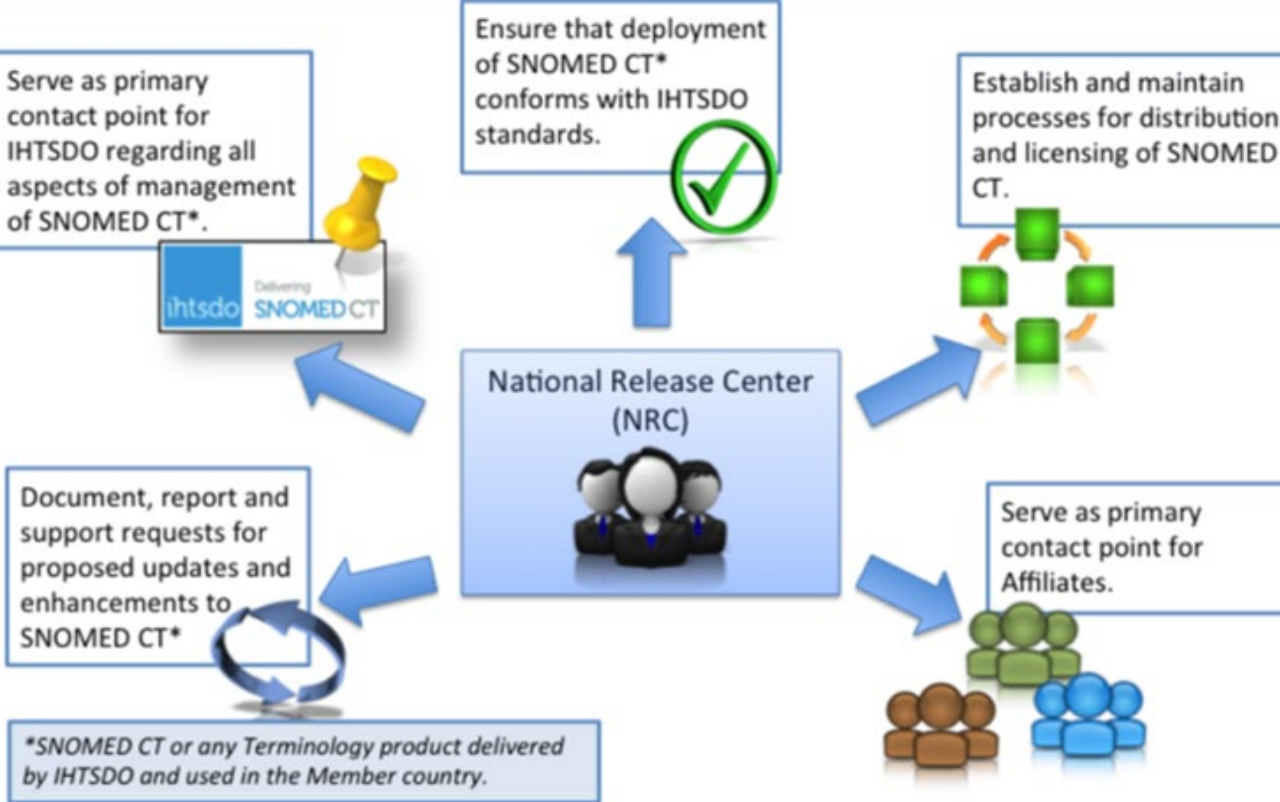 Serve as primary
contact point for
IHTSDO regarding all
aspects of management
of SNOMED CT*.
ihtsdo
Delivering
SNOMED CT
Ensure that deployment
of SNOMED CT*
conforms with IHTSDO
standards.
Establish and maintain
processes for distribution
and licensing of SNOMED
CT.
National Release Center
(NRC)
Document, report and
support requests for
proposed updates and
enhancements to
SNOMED CT*
Serve as primary
contact point for
Affiliates.
*SNOMED CT or any Terminology product delivered
by IHTSDO and used in the Member country.